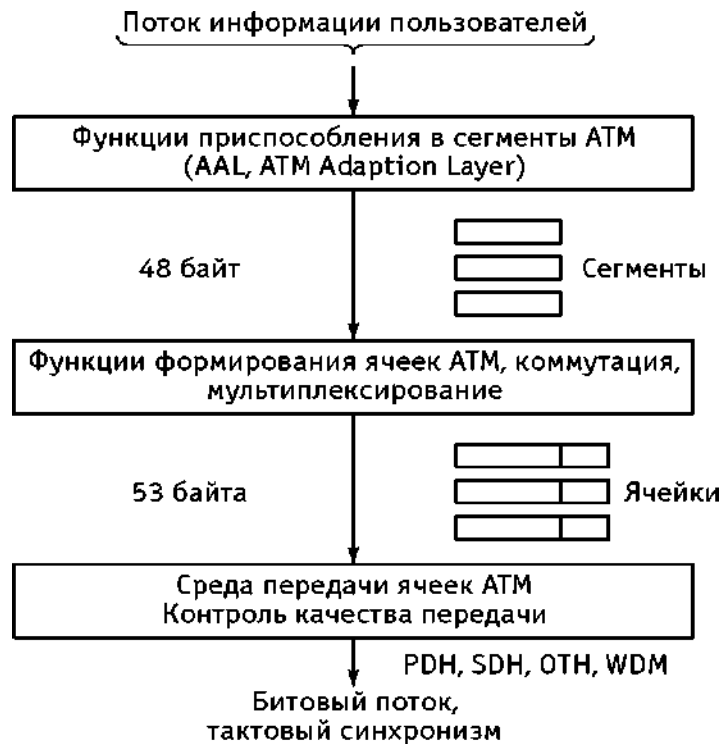 Поток информации пользователей
Функции приспособления в сегменты АТМ
(AAL, ATM Adaption Layer)
48 байт
Сегменты
Функции формирования ячеек АТМ, коммутация,
мультиплексирование
53 байта
Ячейки
Среда передачи ячеек АТМ
Контроль качества передачи
PDH, SDH, OTH, WDM
Битовый поток,
тактовый синхронизм